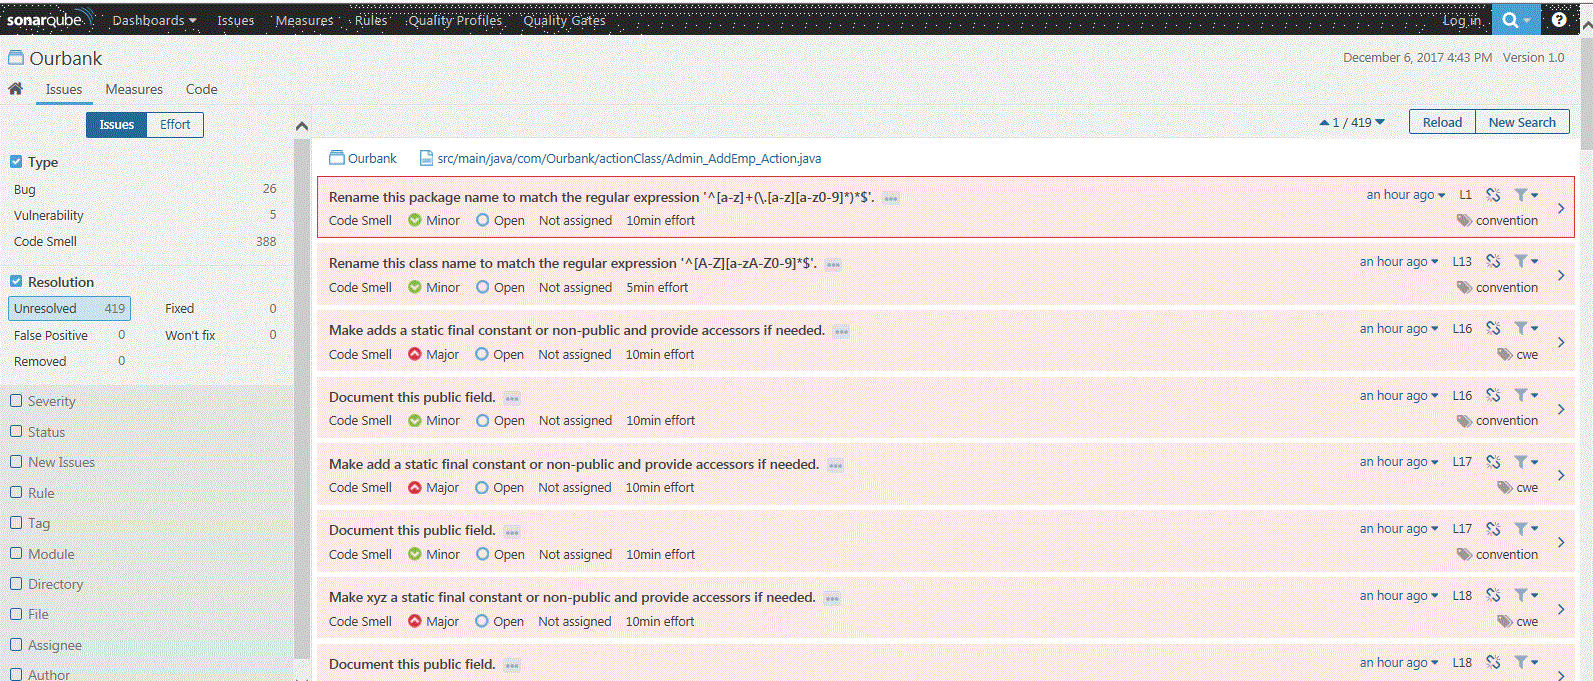 sonarqube Dashboards Issues Measures Rules Quality Profiles Quality Gates Log in
Ourbank December 6, 2017 4:43 PM Version 1.0
Issues Measures Code
Issues Effort 1 / 419 Reload New Search
Type
Bug 26
Vulnerability 5
Code Smell 388
Resolution
Unresolved 419 Fixed 0
False Positive 0 Won't fix 0
Removed 0
Severity
Status
New Issues
Rule
Tag
Module
Directory
File
Assignee
Author
Ourbank src/main/java/com/Ourbank/actionClass/Admin_AddEmp_Action.java
Rename this package name to match the regular expression '^[a-z]+(\.[a-z][a-z0-9]*)*$'. an hour ago L1
Code Smell Minor Open Not assigned 10min effort convention
Rename this class name to match the regular expression '^[A-Z][a-zA-Z0-9]*$'. an hour ago L13
Code Smell Minor Open Not assigned 5min effort convention
Make adds a static final constant or non-public and provide accessors if needed. an hour ago L16
Code Smell Major Open Not assigned 10min effort cwe
Document this public field. an hour ago L16
Code Smell Minor Open Not assigned 10min effort convention
Make add a static final constant or non-public and provide accessors if needed. an hour ago L17
Code Smell Major Open Not assigned 10min effort cwe
Document this public field. an hour ago L17
Code Smell Minor Open Not assigned 10min effort convention
Make xyz a static final constant or non-public and provide accessors if needed. an hour ago L18
Code Smell Major Open Not assigned 10min effort cwe
Document this public field. an hour ago L18